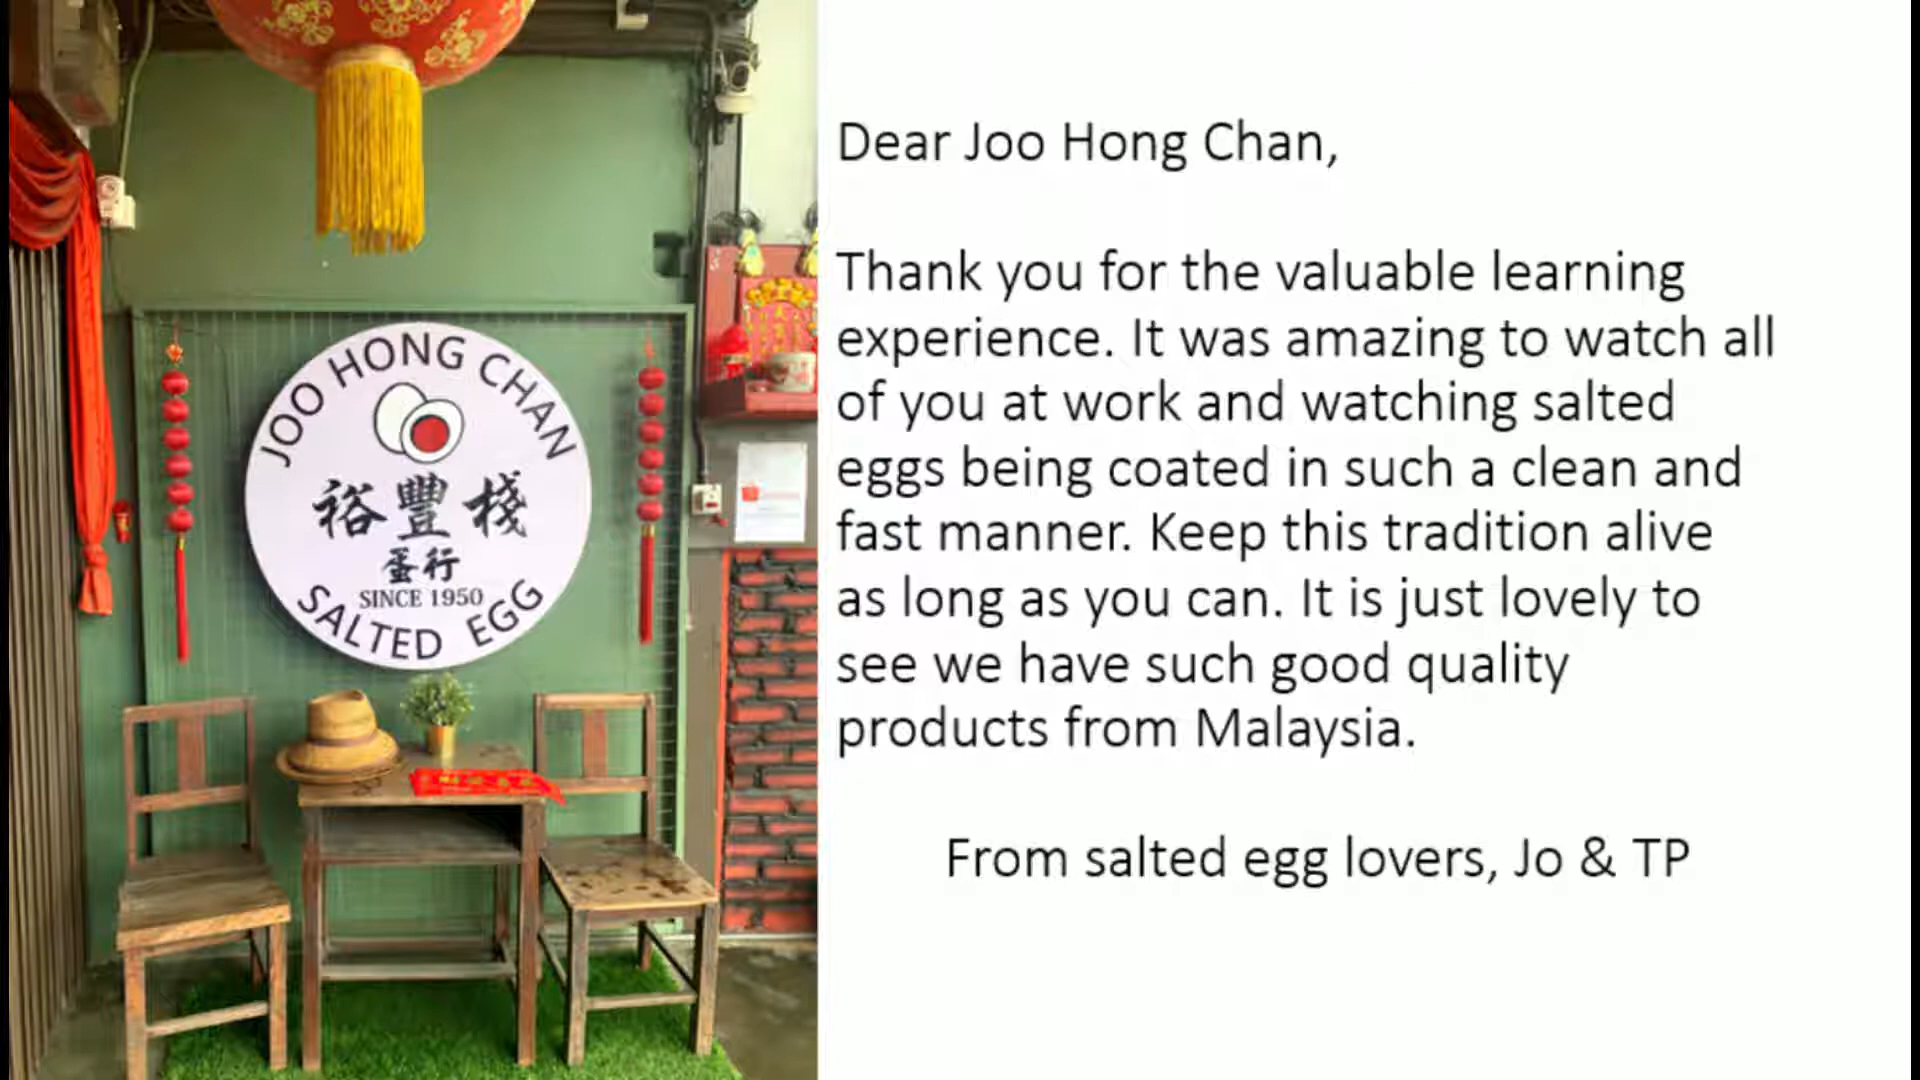 JOO HONG CHAN
裕豐棧
蛋行
SINCE 1950
SALTED EGG
Dear Joo Hong Chan,
Thank you for the valuable learning
experience. It was amazing to watch all
of you at work and watching salted
eggs being coated in such a clean and
fast manner. Keep this tradition alive
as long as you can. It is just lovely to
see we have such good quality
products from Malaysia.
From salted egg lovers, Jo & TP